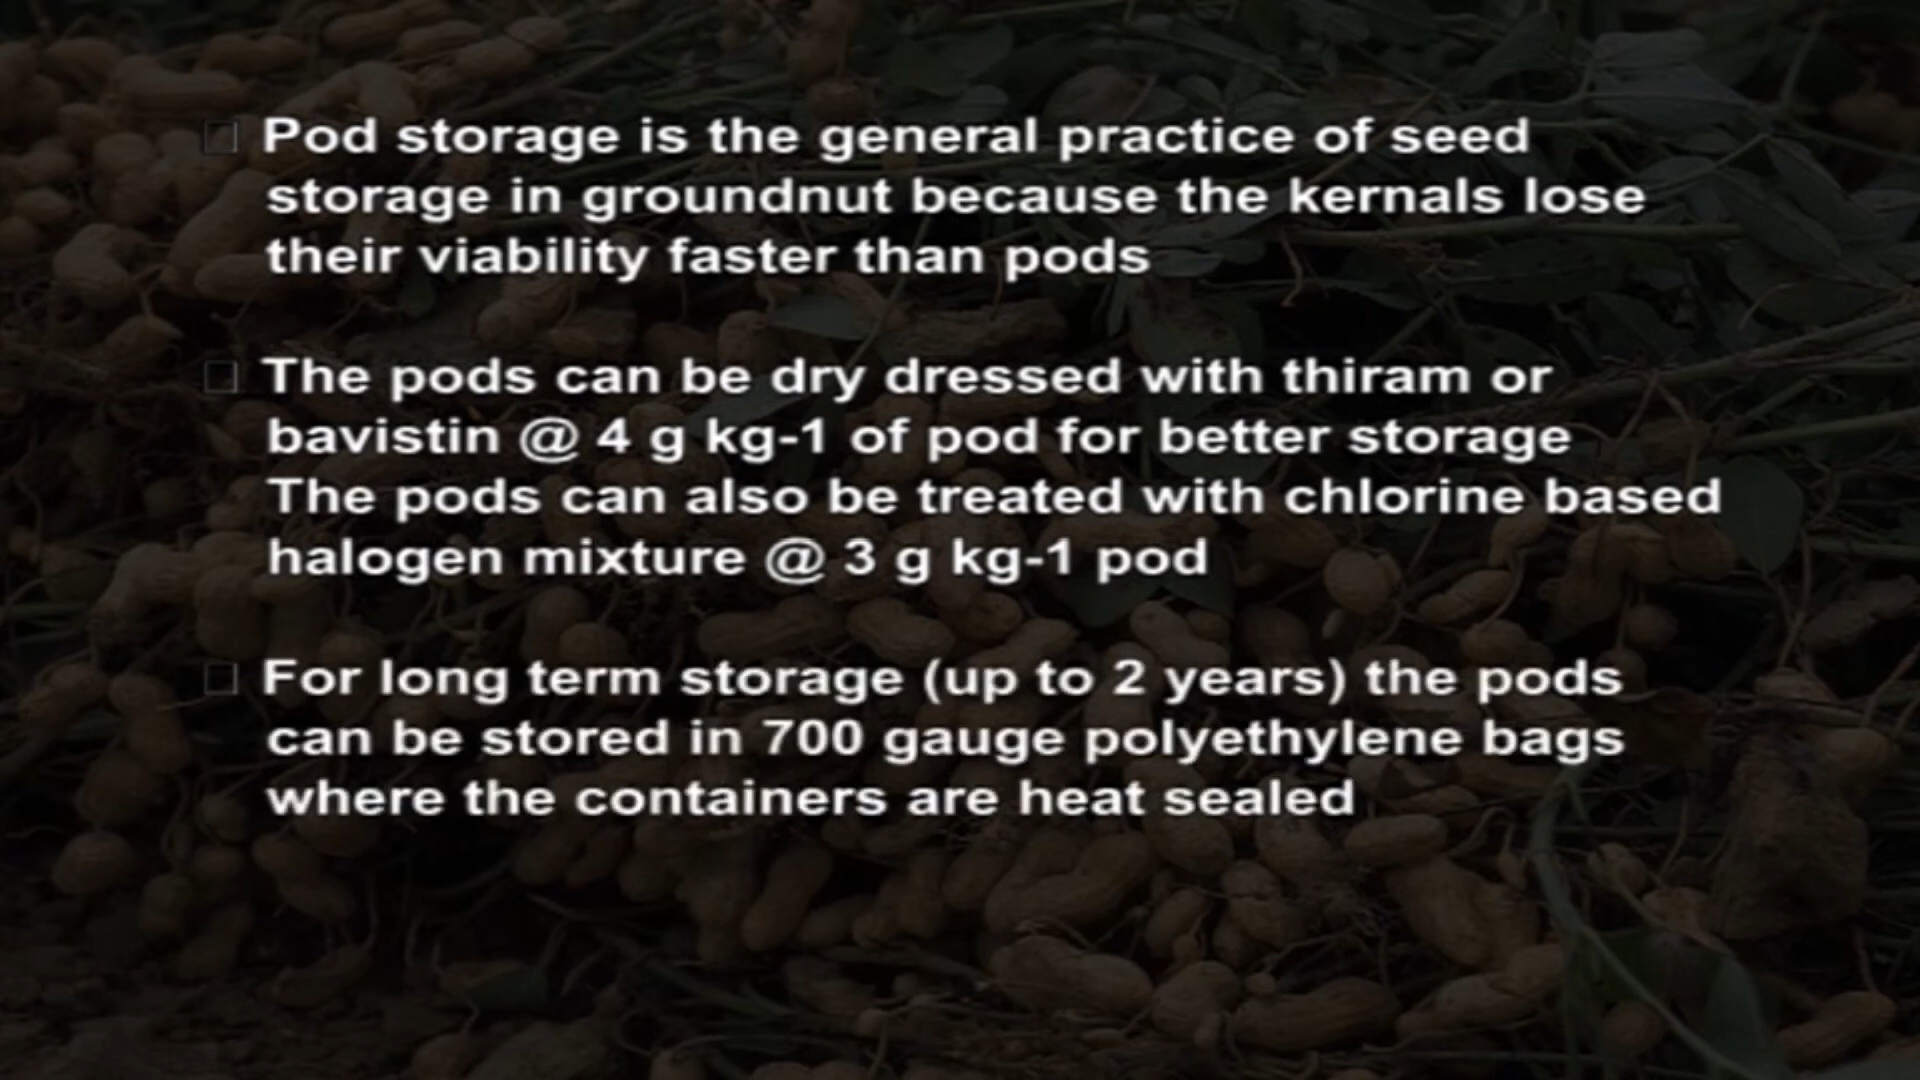 Pod storage is the general practice of seed
storage in groundnut because the kernals lose
their viability faster than pods
The pods can be dry dressed with thiram or
bavistin @ 4 g kg-1 of pod for better storage
The pods can also be treated with chlorine based
halogen mixture @ 3 g kg-1 pod
For long term storage (up to 2 years) the pods
can be stored in 700 gauge polyethylene bags
where the containers are heat sealed